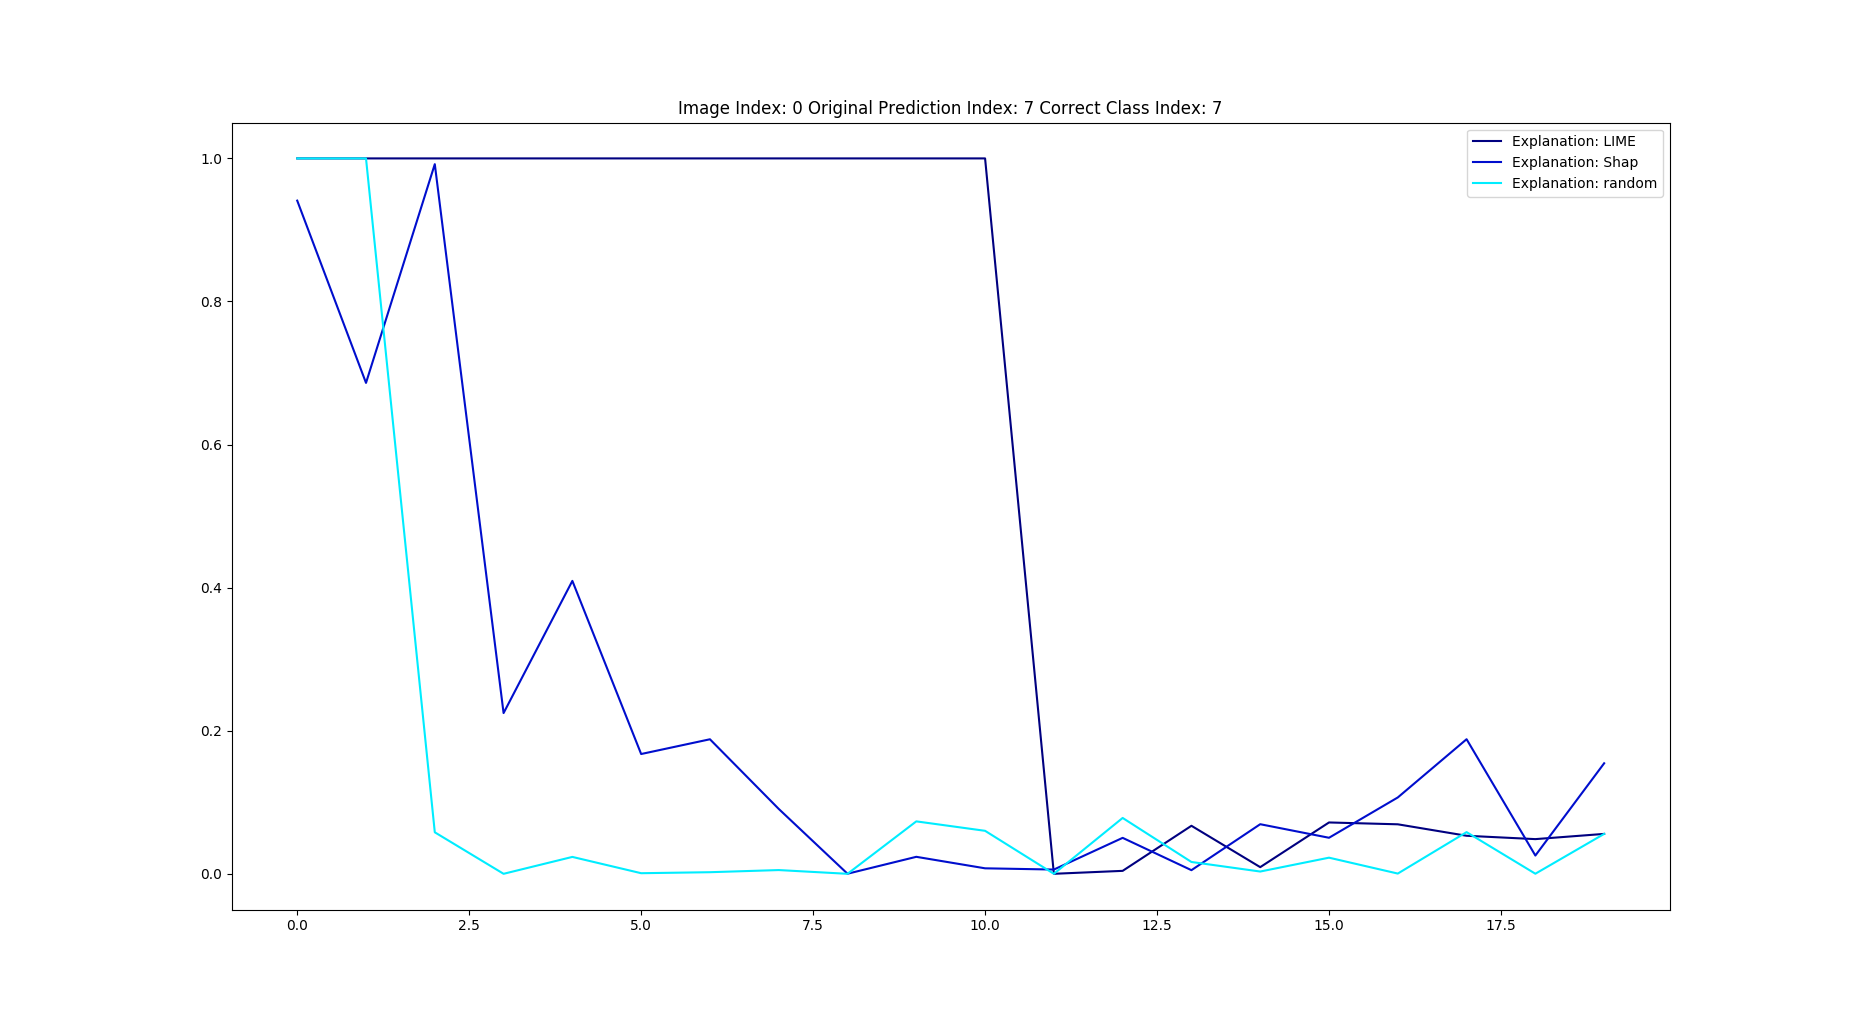 Image Index: 0 Original Prediction Index: 7 Correct Class Index: 7
Explanation: LIME
Explanation: Shap
Explanation: random
1.0
0.8
0.6
0.4
0.2
0.0
0.0 2.5 5.0 7.5 10.0 12.5 15.0 17.5